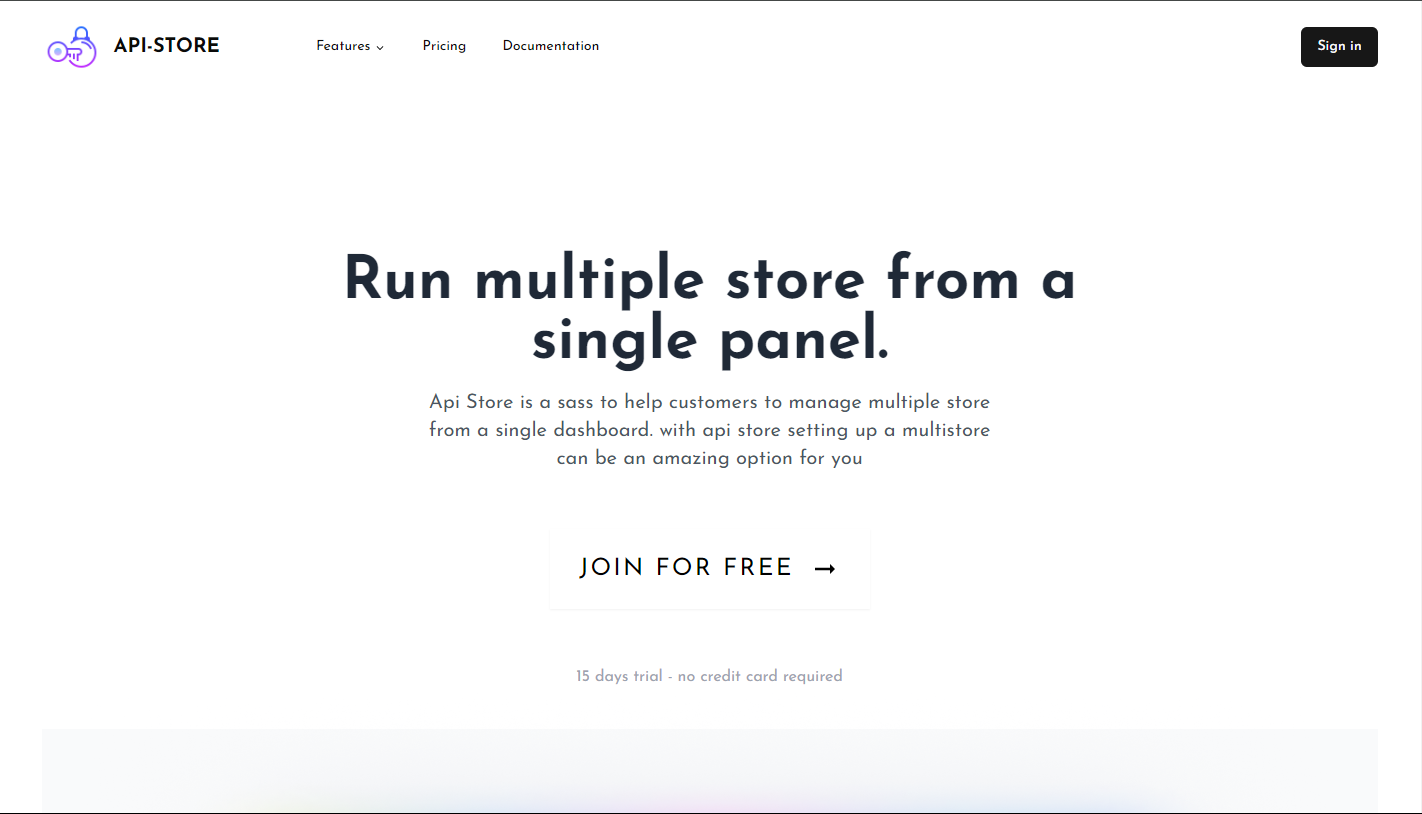 API-STORE
Features
Pricing
Documentation
Sign in
Run multiple store from a
single panel.
Api Store is a sass to help customers to manage multiple store
from a single dashboard. with api store setting up a multistore
can be an amazing option for you
JOIN FOR FREE →
15 days trial - no credit card required